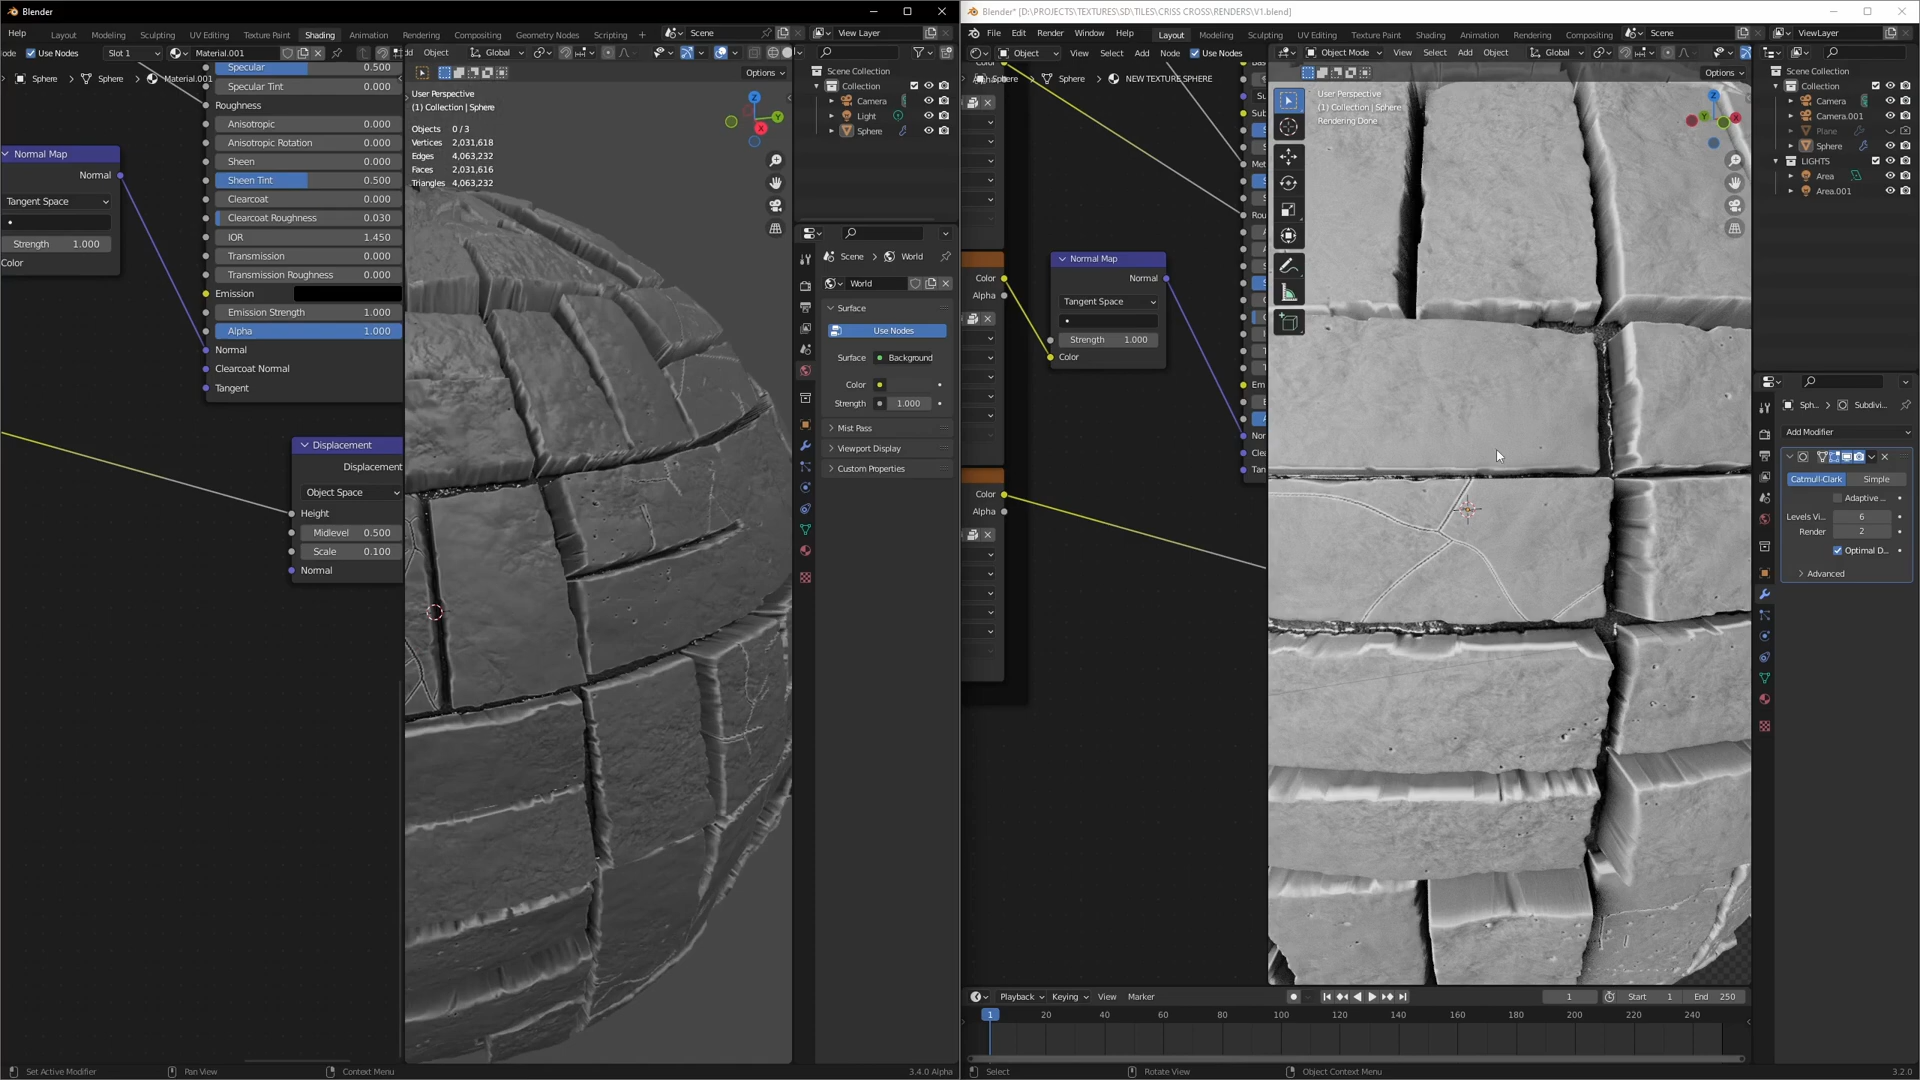 Blender
Help
Layout Modeling Sculpting UV Editing Texture Paint Shading Animation Rendering Compositing Geometry Nodes Scripting +
Scene
View Layer
ode Use Nodes Slot 1 Material.001
dd Object Global
Sphere > Sphere > Material.001
Options
Specular 0.500
Specular Tint 0.000
Roughness
Anisotropic 0.000
Anisotropic Rotation 0.000
Sheen 0.000
Sheen Tint 0.500
Clearcoat 0.000
Clearcoat Roughness 0.030
IOR 1.450
Transmission 0.000
Transmission Roughness 0.000
Emission
Emission Strength 1.000
Alpha 1.000
Normal
Clearcoat Normal
Tangent
Normal Map
Normal
Tangent Space
Strength 1.000
Color
Displacement
Displacement
Object Space
Height
Midlevel 0.500
Scale 0.100
Normal
User Perspective
(1) Collection | Sphere
Objects 0 / 3
Vertices 2,031,618
Edges 4,063,232
Faces 2,031,616
Triangles 4,063,232
Z
Y
X
Scene Collection
Collection
Camera
Light
Sphere
Scene > World
World
Surface
Use Nodes
Surface Background
Color
Strength 1.000
Mist Pass
Viewport Display
Custom Properties
Set Active Modifier Pan View Context Menu 3.4.0 Alpha
Blender* [D:\PROJECTS\TEXTURES\SD\TILES\CRISS CROSS\RENDERS\V1.blend]
File Edit Render Window Help
Layout Modeling Sculpting UV Editing Texture Paint Shading Animation Rendering Compositing
Scene
ViewLayer
Object View Select Add Node Use Nodes
Object Mode View Select Add Object Global
Sphere > Sphere > NEW TEXTURE SPHERE
Options
User Perspective
(1) Collection | Sphere
Rendering Done
Z
Y
X
Met
Rou
Em
Nor
Cle
Tan
Color
Alpha
Normal Map
Normal
Tangent Space
Strength 1.000
Color
Color
Alpha
Scene Collection
Collection
Camera
Camera.001
Plane
Sphere
LIGHTS
Area
Area.001
Sph... > Subdivi...
Add Modifier
Catmull-Clark Simple
Adaptive ...
Levels Vi... 6
Render 2
Optimal D...
Advanced
Playback Keying View Marker
1 Start 1 End 250
1 20 40 60 80 100 120 140 160 180 200 220 240
Select Rotate View Object Context Menu 3.2.0